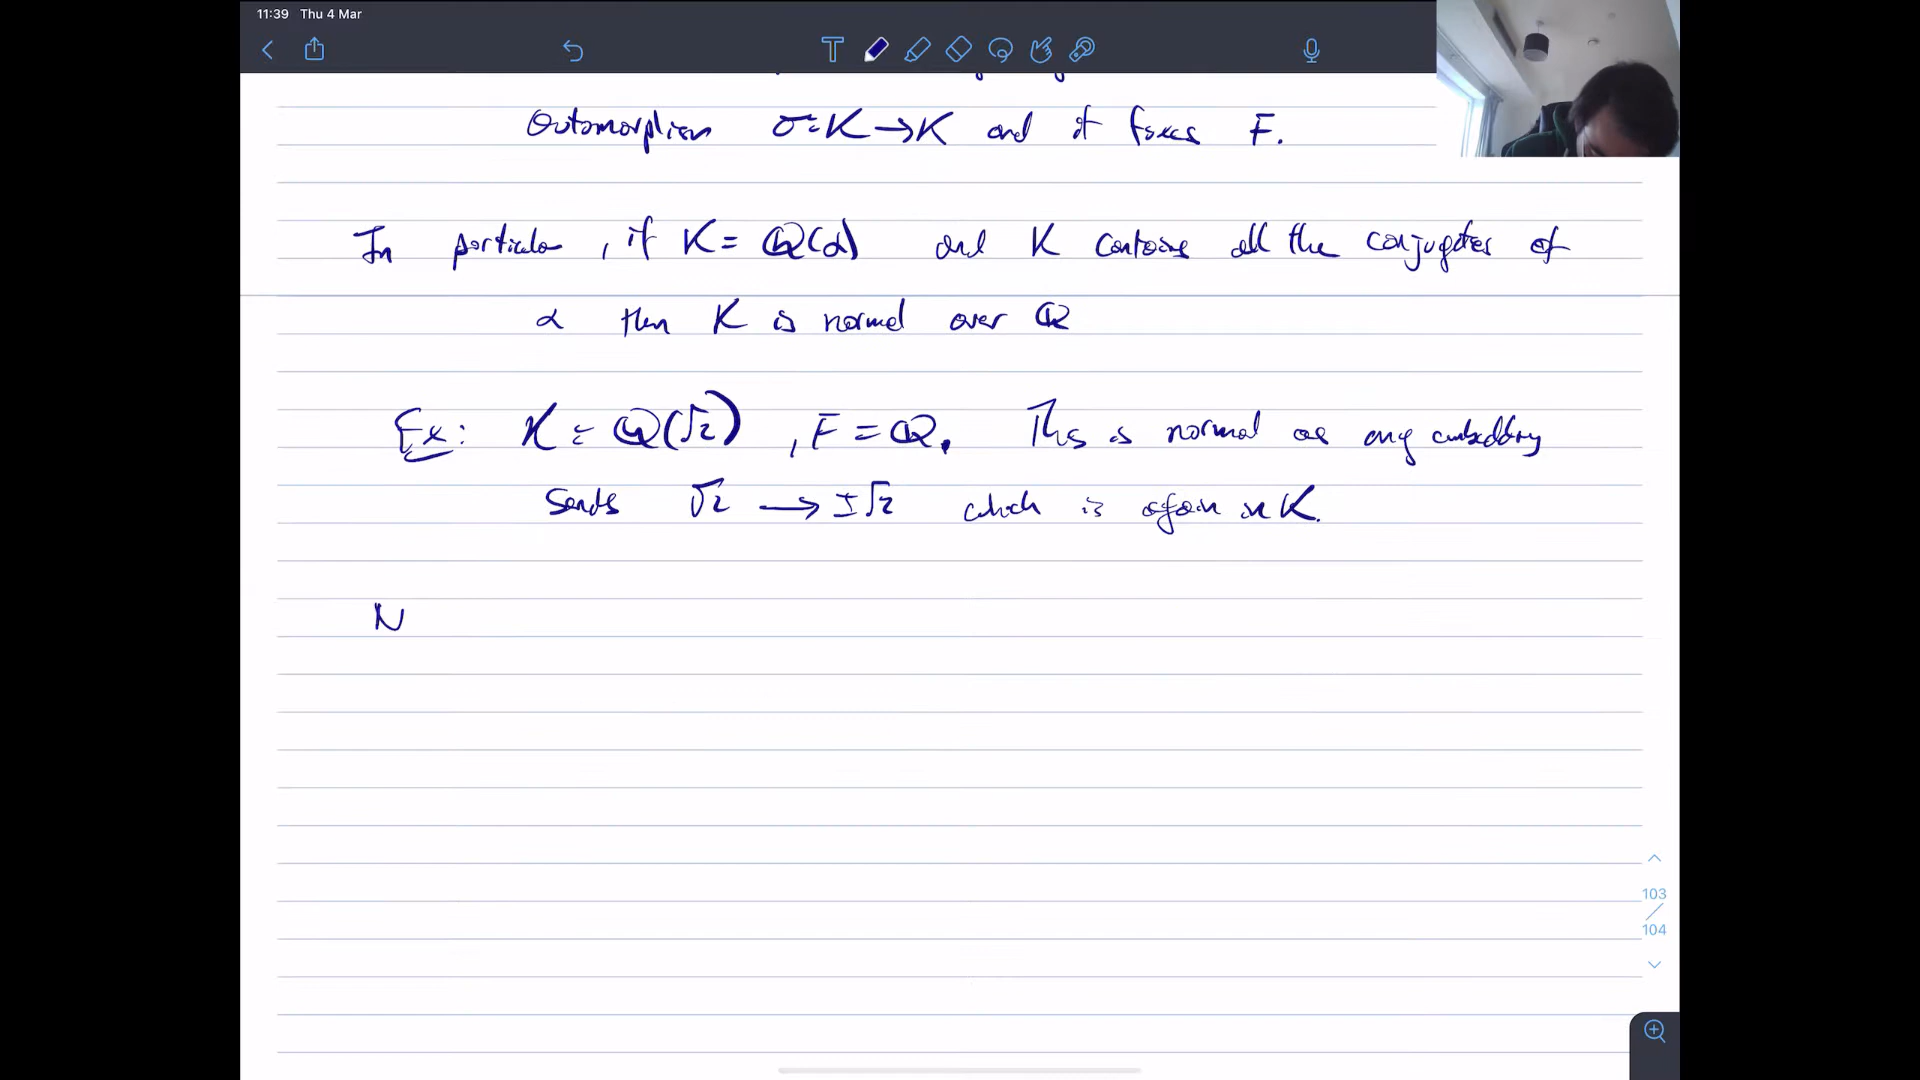 11:39 Thu 4 Mar
automorphism σ: K → K and it fixes F.
In particular, if K = ℚ(α) and K contains all the conjugates of
α then K is normal over ℚ
Ex: K = ℚ(√2), F = ℚ. This is normal as any embedding
sends √2 → ±√2 which is again in K.
N
103
104